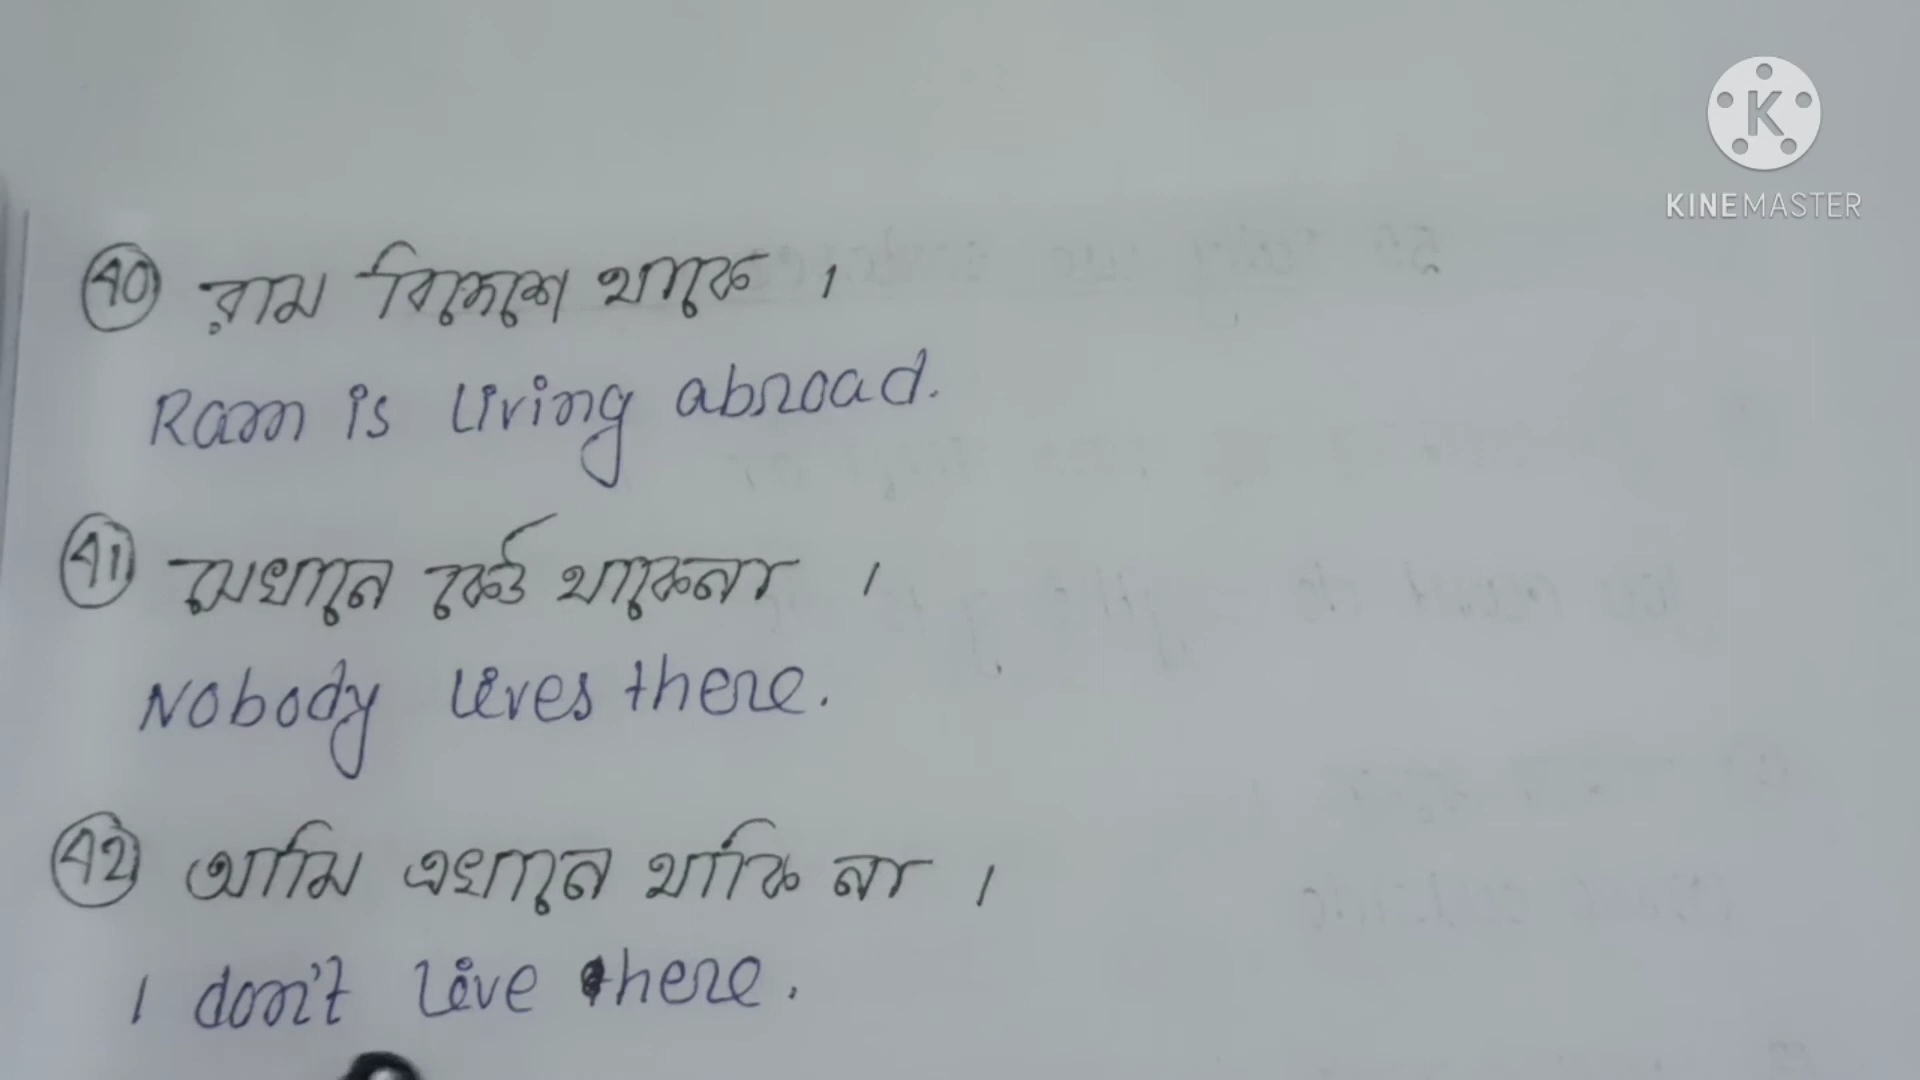 K
KINEMASTER
40 রাম বিদেশে থাকে ।
Ram is living abroad.
41 সেখানে কেউ থাকেনা ।
Nobody lives there.
42 আমি এখানে থাকি না ।
I don't live here.